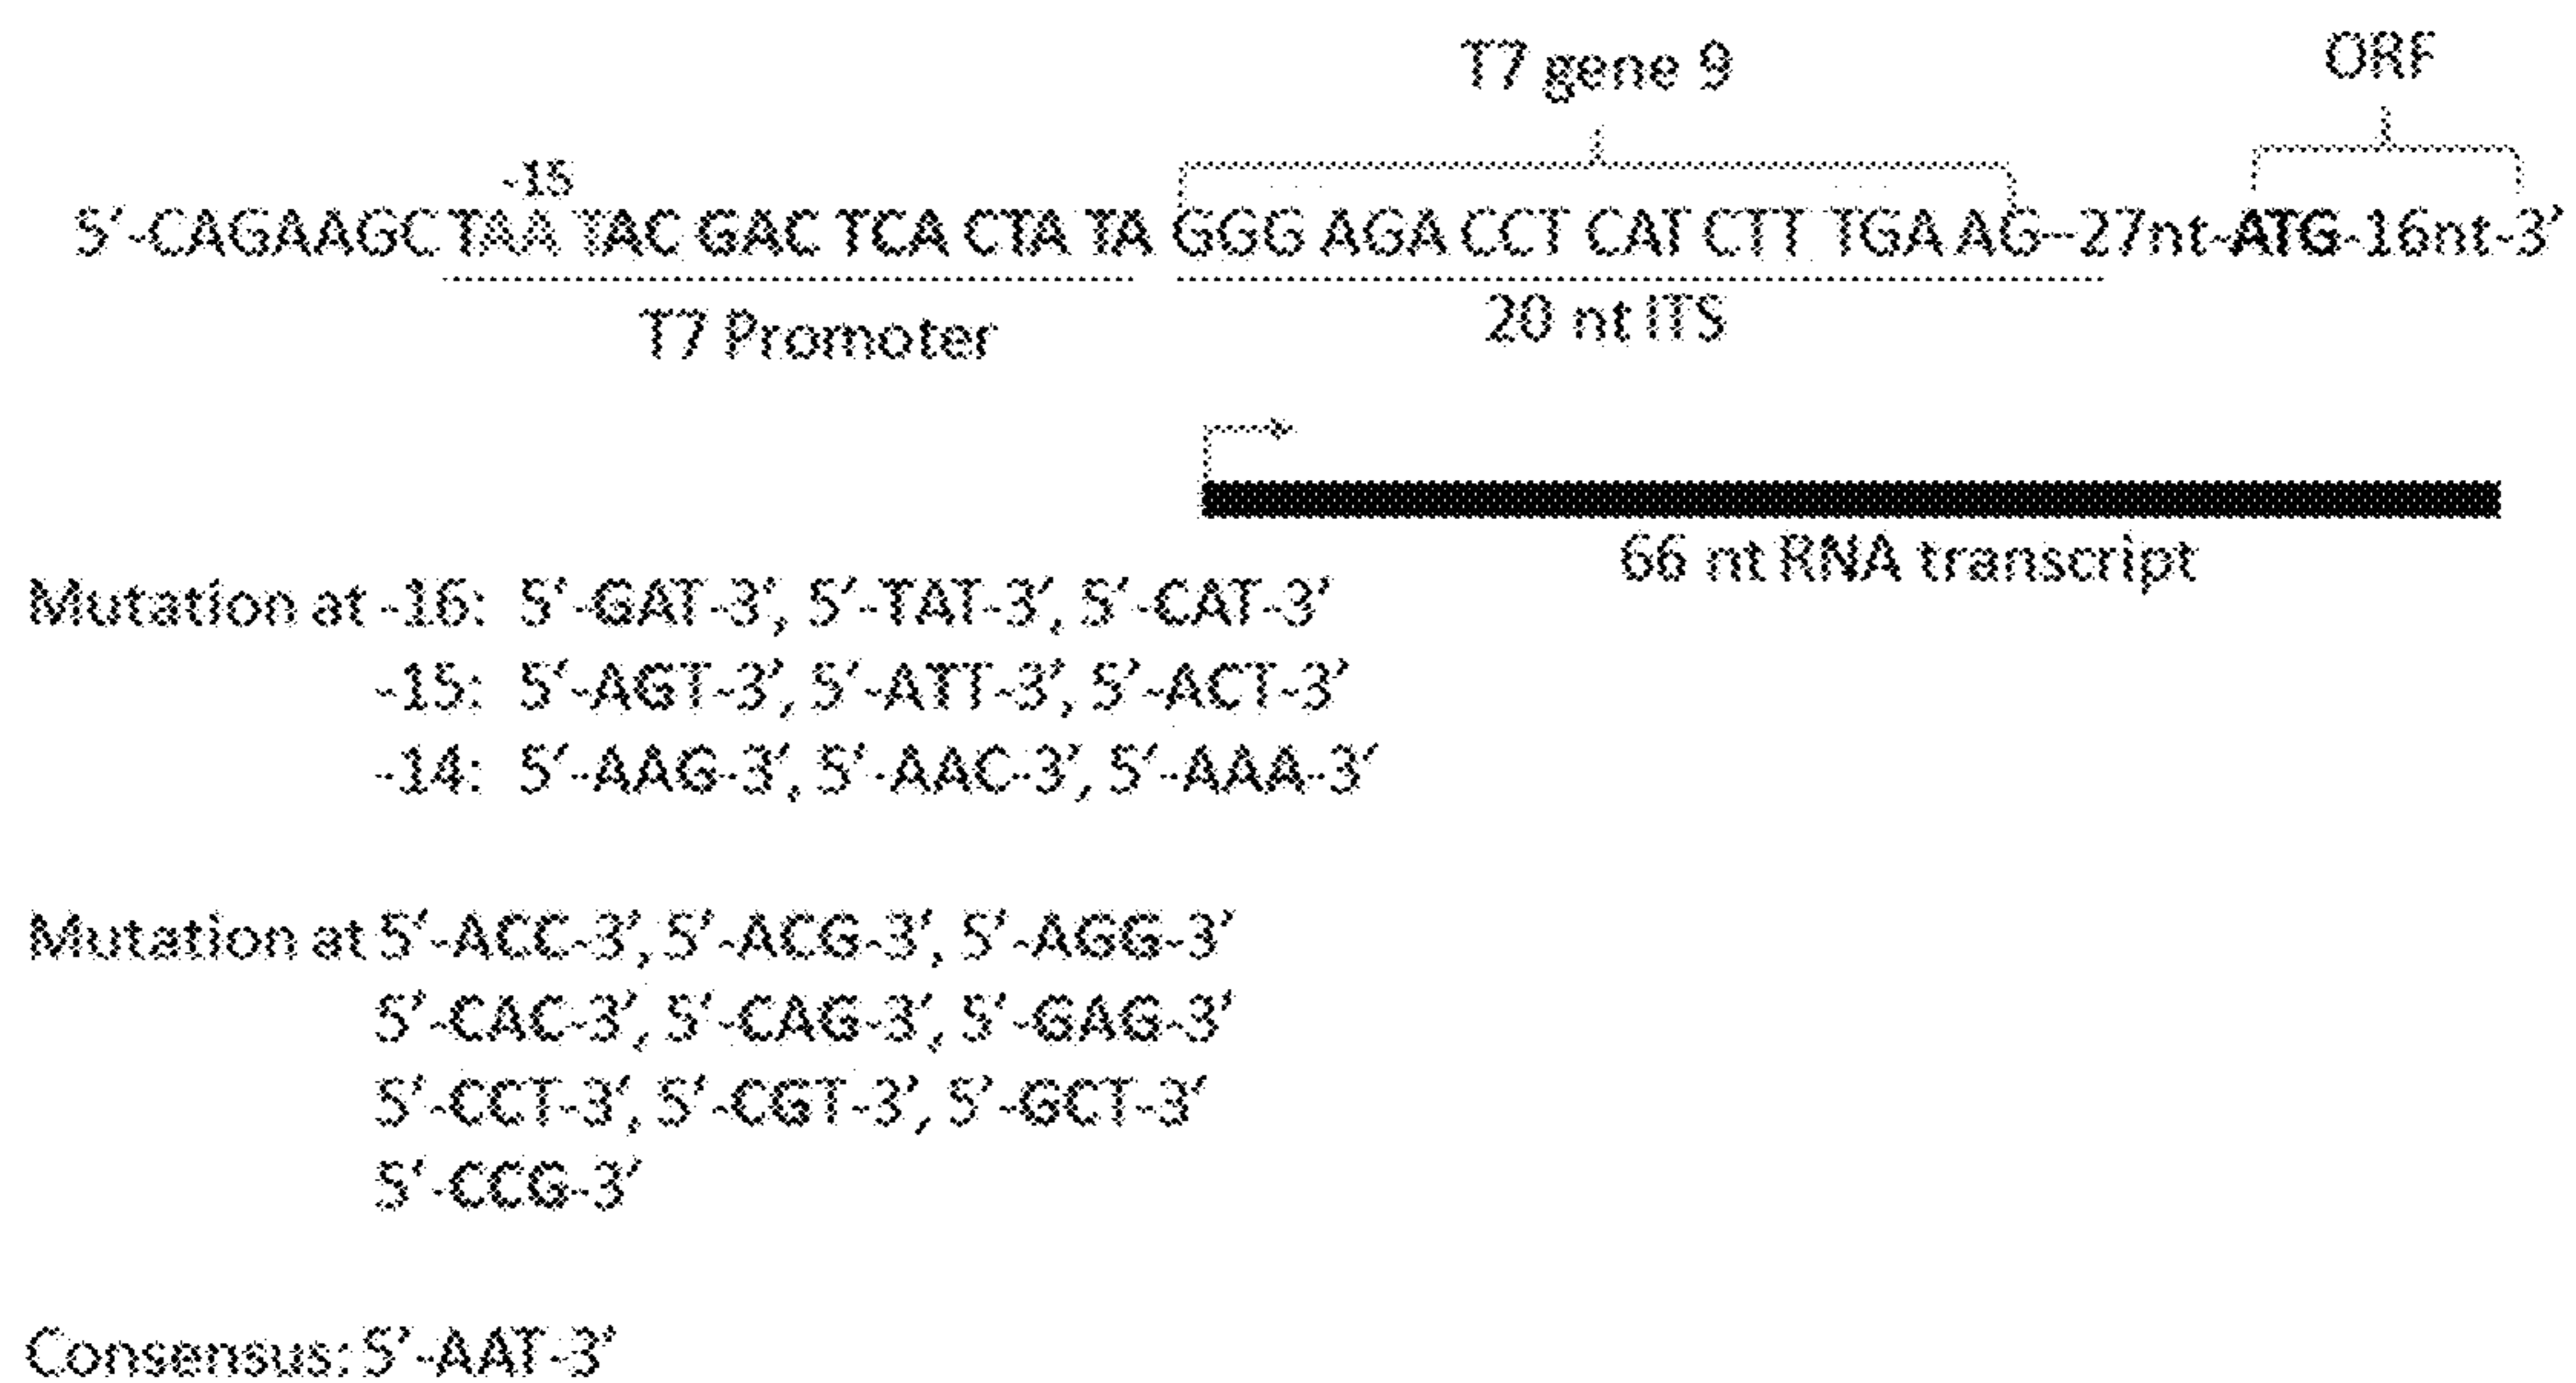 T7 gene 9
ORF
-15
5'-CAGAAGC TAA TAC GAC TCA CTA TA GGG AGA CCT CAT CTT TGA AG--27nt-ATG-16nt-3'
T7 Promoter
20 nt ITS
66 nt RNA transcript
Mutation at -16: 5'-GAT-3', 5'-TAT-3', 5'-CAT-3'
-15: 5'-AGT-3', 5'-ATT-3', 5'-ACT-3'
-14: 5'-AAG-3', 5'-AAC-3', 5'-AAA-3'
Mutation at 5'-ACC-3', 5'-ACG-3', 5'-AGG-3'
5'-CAC-3', 5'-CAG-3', 5'-GAG-3'
5'-CCT-3', 5'-CGT-3', 5'-GCT-3'
5'-CCG-3'
Consensus: 5'-AAT-3'